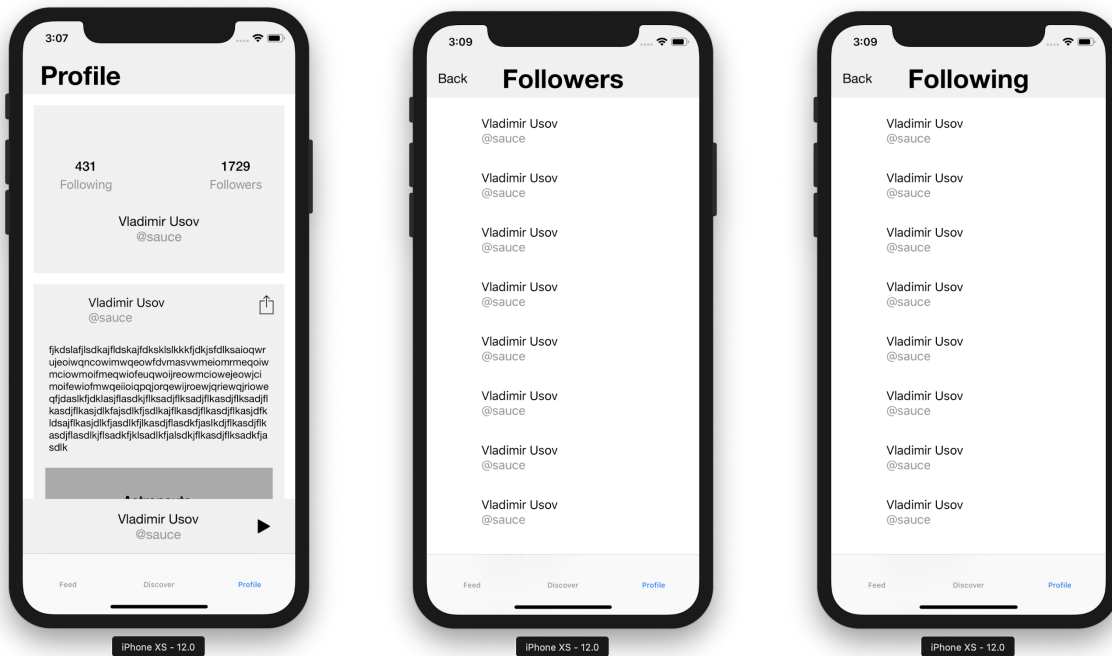 3:07
Profile
431
Following
1729
Followers
Vladimir Usov
@sauce
Vladimir Usov
@sauce
fjkdslafjlsdkajfldskajfdksklslkkkfjdkjsfdlksaioqwr
ujeoiwqncowimwqeowfdvmasvwmeiomrmeqoiw
mciowmoifmeqwiofeuqwoijreowmciowejeowjci
moifewiofmwqeiioiqpqjorqewijroewjqriewqjriowe
qfjdaslkfjdklasjflasdkjflksadjflksadjflkasdjflksadjfl
kasdjflkasjdlkfajsdlkfjsdlkajflkasdjflkasdjflkasjdfk
ldsajflkasjdlkfjasdlkfjlkasdjflasdkfjaslkdjflkasdjflk
asdjflasdlkjflsadkfjklsadlkfjalsdkjflkasdjflksadkfja
sdlk
Astronauts
Vladimir Usov
@sauce
Feed
Discover
Profile
iPhone XS - 12.0
3:09
Back
Followers
Vladimir Usov
@sauce
Vladimir Usov
@sauce
Vladimir Usov
@sauce
Vladimir Usov
@sauce
Vladimir Usov
@sauce
Vladimir Usov
@sauce
Vladimir Usov
@sauce
Vladimir Usov
@sauce
Feed
Discover
Profile
iPhone XS - 12.0
3:09
Back
Following
Vladimir Usov
@sauce
Vladimir Usov
@sauce
Vladimir Usov
@sauce
Vladimir Usov
@sauce
Vladimir Usov
@sauce
Vladimir Usov
@sauce
Vladimir Usov
@sauce
Vladimir Usov
@sauce
Feed
Discover
Profile
iPhone XS - 12.0